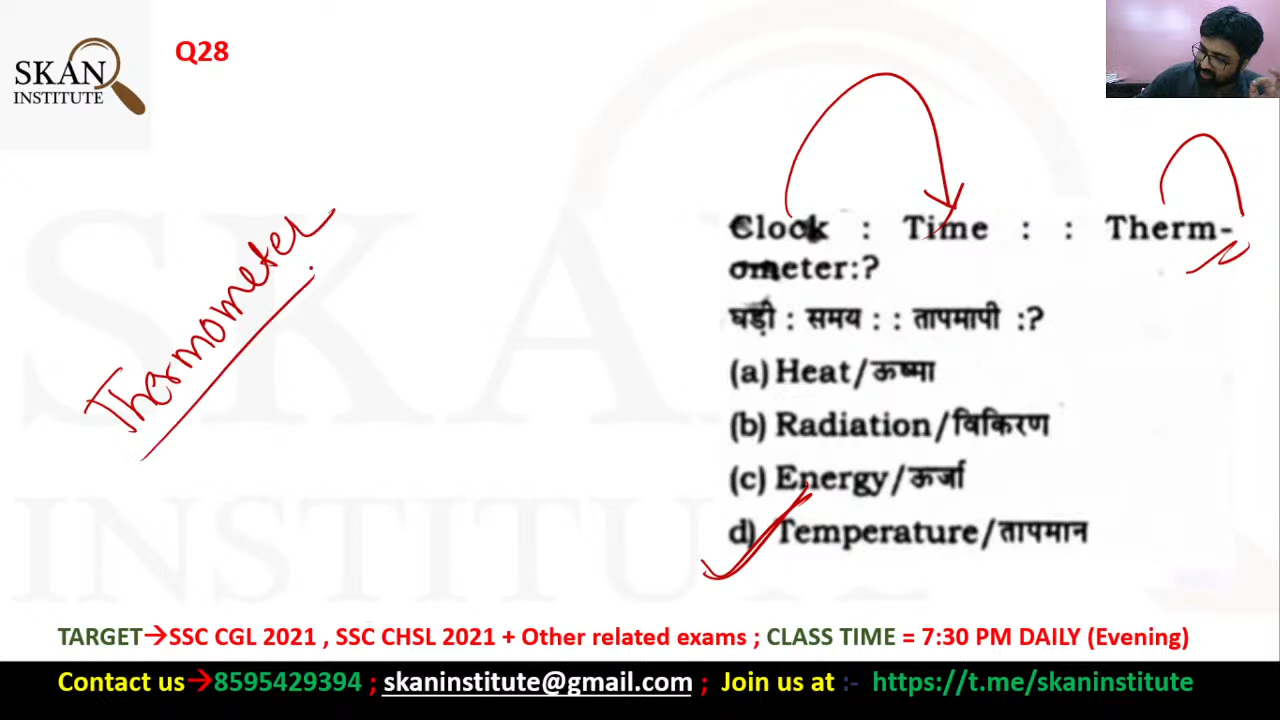 SKAN
INSTITUTE
Q28
Clock : Time : : Therm-
ometer:?
घड़ी : समय : : तापमापी :?
(a) Heat/ऊष्मा
(b) Radiation/विकिरण
(c) Energy/ऊर्जा
d) Temperature/तापमान
Thermometer
SKAN
INSTITUTE
TARGET→SSC CGL 2021 , SSC CHSL 2021 + Other related exams ; CLASS TIME = 7:30 PM DAILY (Evening)
Contact us→8595429394 ; skaninstitute@gmail.com ; Join us at :- https://t.me/skaninstitute